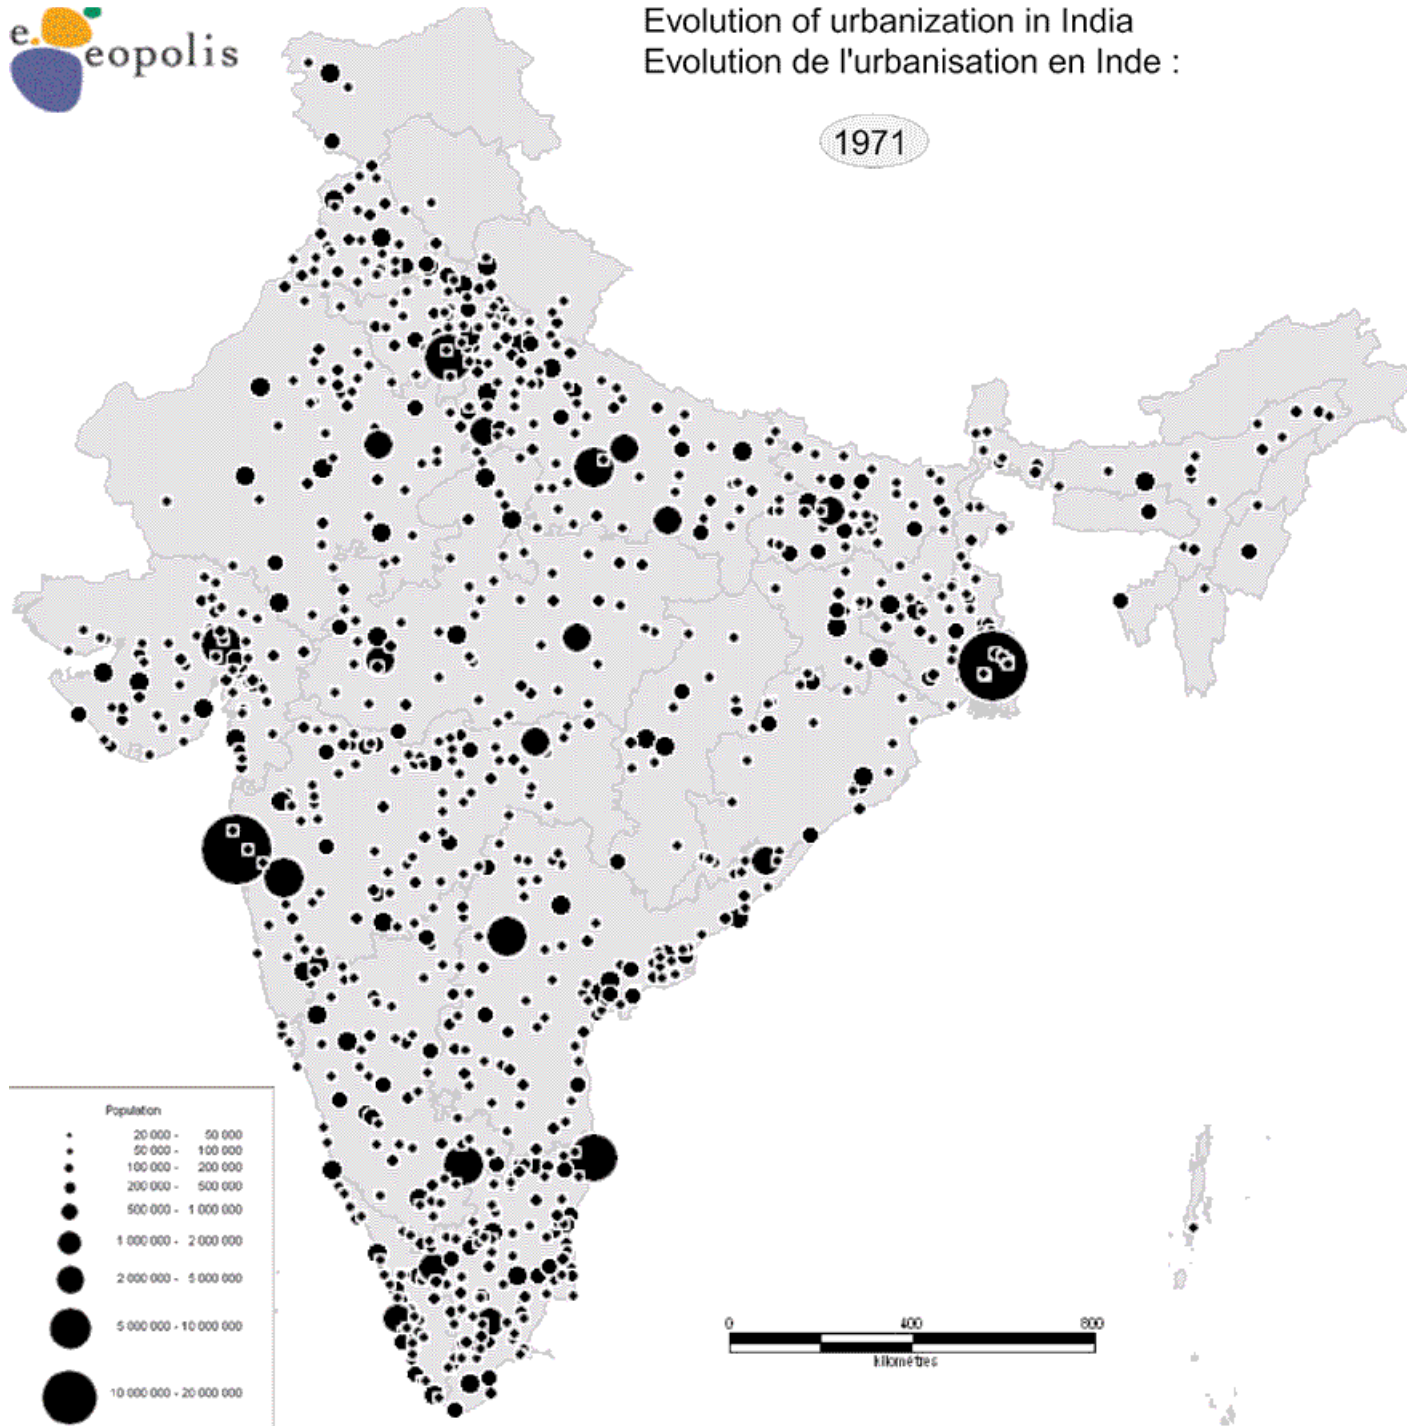 e.
eopolis
Evolution of urbanization in India
Evolution de l'urbanisation en Inde :
1971
Population
20 000 - 50 000
50 000 - 100 000
100 000 - 200 000
200 000 - 500 000
500 000 - 1 000 000
1 000 000 - 2 000 000
2 000 000 - 5 000 000
5 000 000 - 10 000 000
10 000 000 - 20 000 000
0 400 800
kilomètres